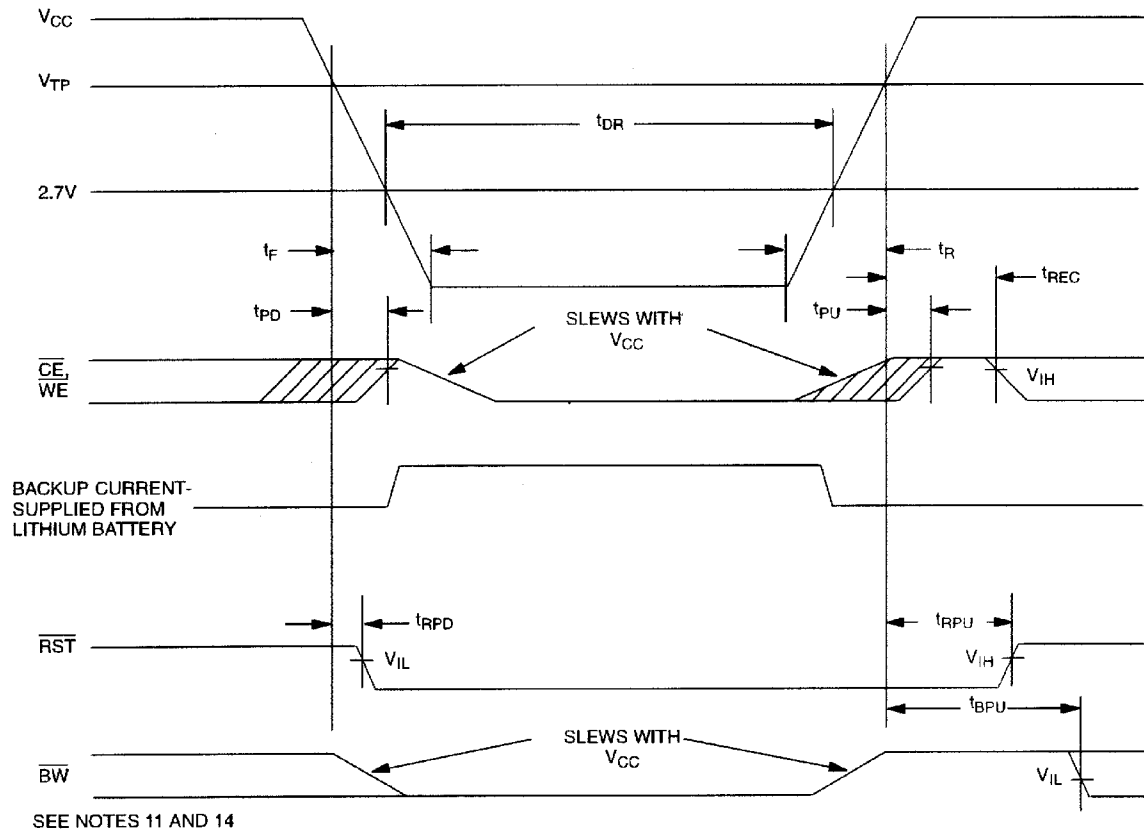 VCC
VTP
tDR
2.7V
tF
tR
tREC
tPD
SLEWS WITH
VCC
tPU
CE,
WE
VIH
BACKUP CURRENT-
SUPPLIED FROM
LITHIUM BATTERY
tRPD
tRPU
RST
VIL
VIH
tBPU
SLEWS WITH
VCC
BW
VIL
SEE NOTES 11 AND 14